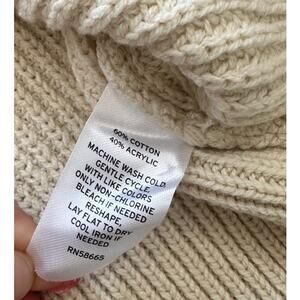 60% COTTON
40% ACRYLIC
MACHINE WASH COLD
GENTLE CYCLE
WITH LIKE COLORS
ONLY NON-CHLORINE
BLEACH IF NEEDED
RESHAPE,
LAY FLAT TO DRY
COOL IRON IF
NEEDED
RN58665